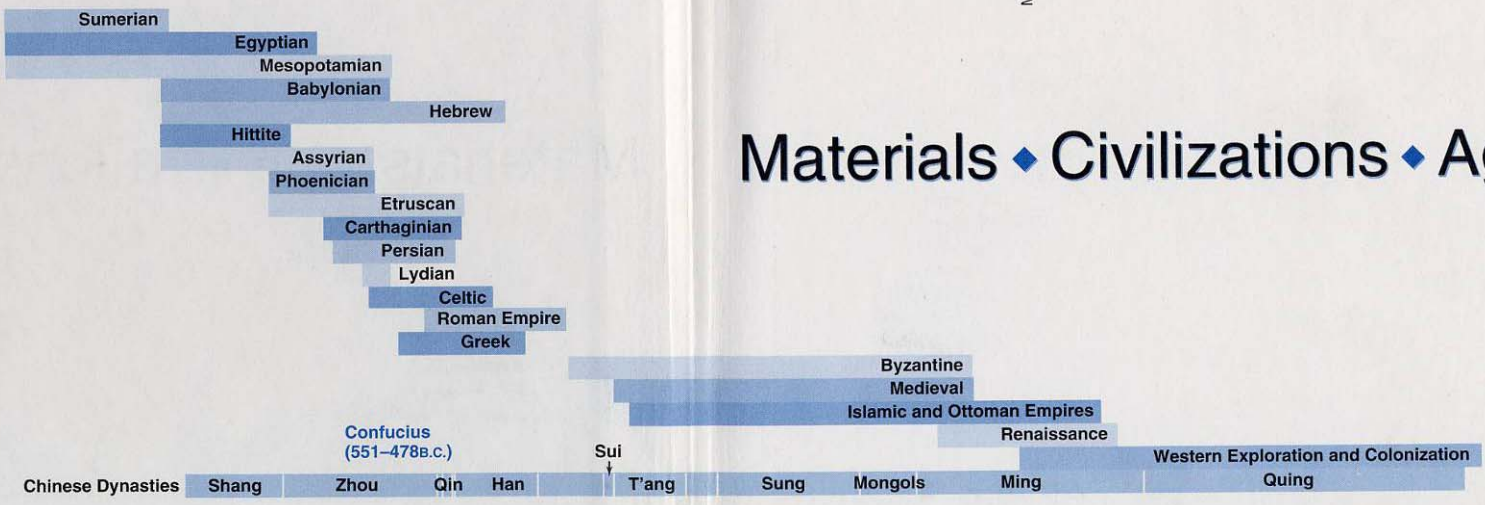 Sumerian
Egyptian
Mesopotamian
Babylonian
Hebrew
Hittite
Assyrian
Phoenician
Etruscan
Carthaginian
Persian
Lydian
Celtic
Roman Empire
Greek
Materials ◆ Civilizations ◆ Ag
Byzantine
Medieval
Islamic and Ottoman Empires
Renaissance
Western Exploration and Colonization
Confucius
(551–478B.C.)
Sui
Chinese Dynasties Shang Zhou Qin Han T'ang Sung Mongols Ming Quing